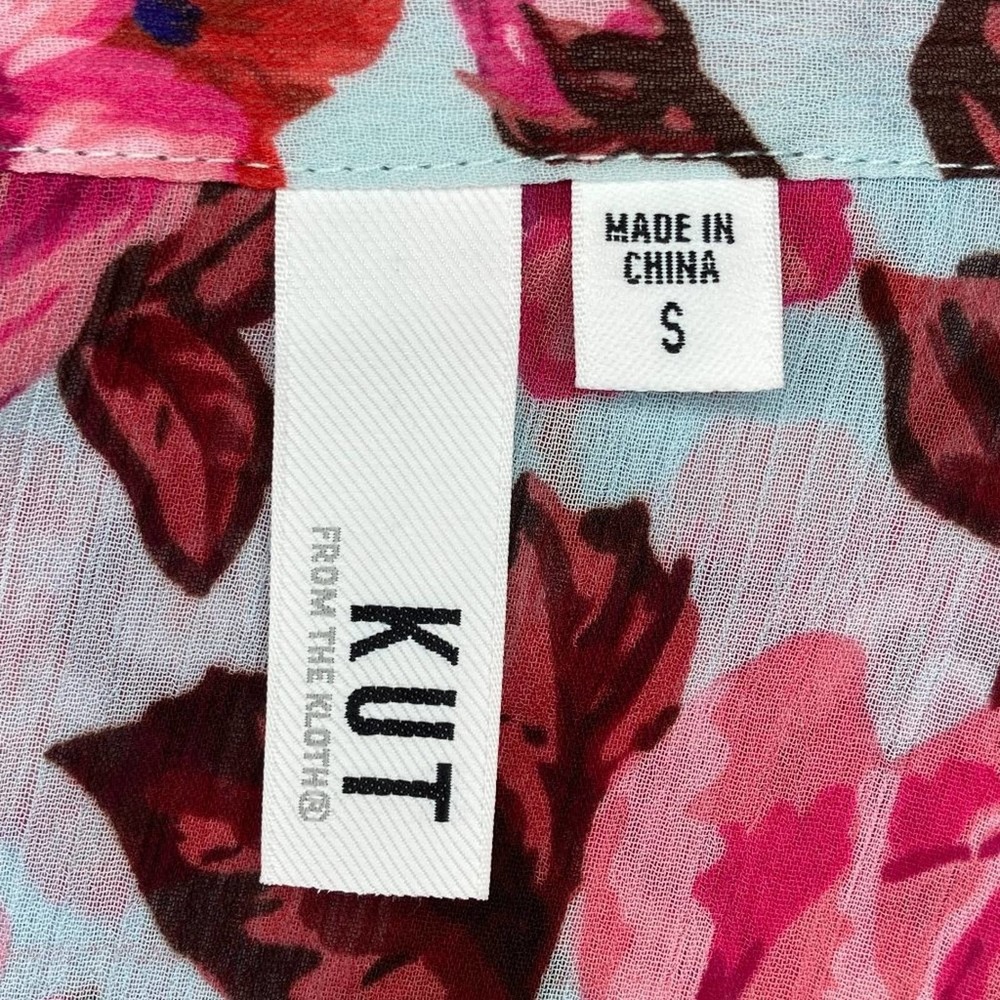 KUT
FROM THE KLOTH®
MADE IN
CHINA
S